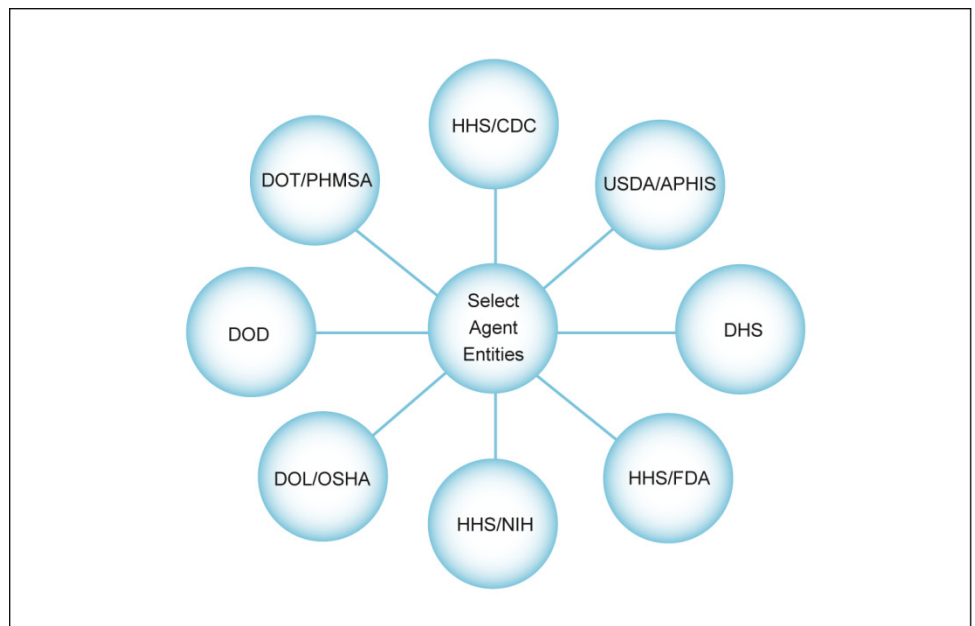 HHS/CDC
DOT/PHMSA
USDA/APHIS
Select
Agent
Entities
DOD
DHS
DOL/OSHA
HHS/FDA
HHS/NIH